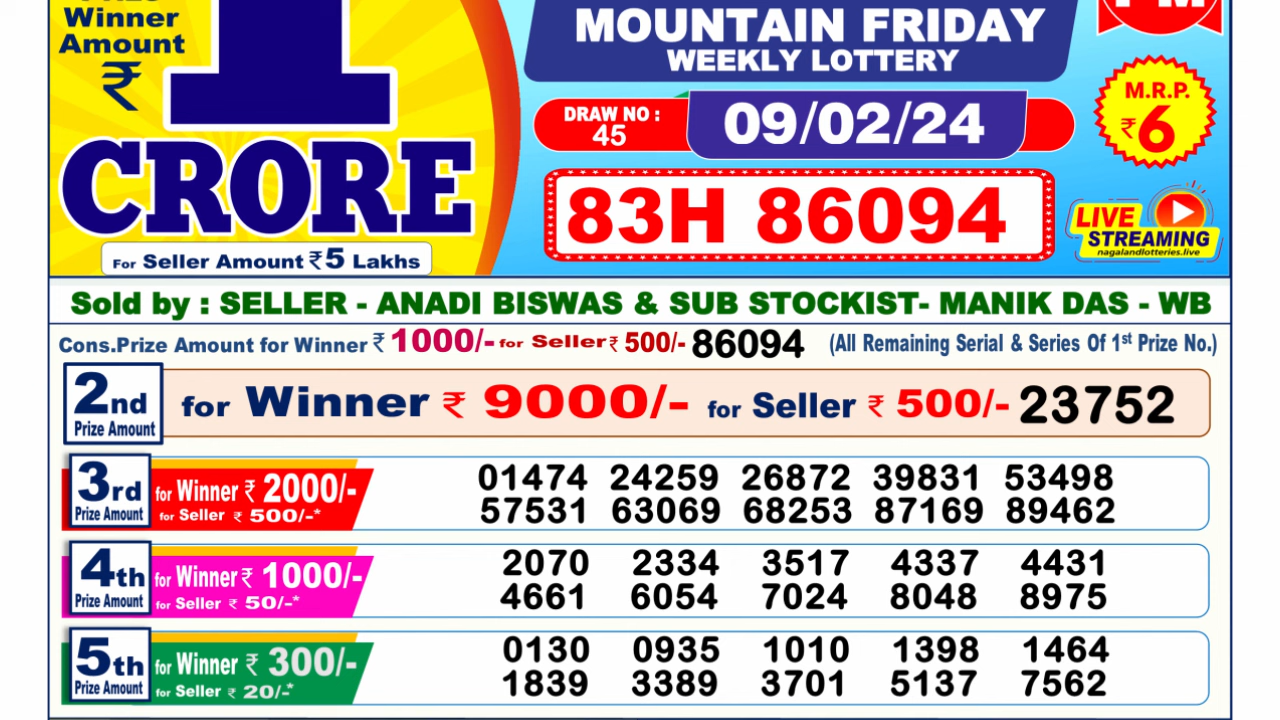 Winner
Amount
₹
1
CRORE
For Seller Amount ₹5 Lakhs
MOUNTAIN FRIDAY
WEEKLY LOTTERY
DRAW NO :
45
09/02/24
M.R.P.
₹6
83H 86094
LIVE
STREAMING
nagalandlotteries.live
Sold by : SELLER - ANADI BISWAS & SUB STOCKIST- MANIK DAS - WB
Cons.Prize Amount for Winner ₹ 1000/- for Seller ₹ 500/- 86094 (All Remaining Serial & Series Of 1st Prize No.)
2nd
Prize Amount
for Winner ₹ 9000/- for Seller ₹ 500/- 23752
3rd
Prize Amount
for Winner ₹ 2000/-
for Seller ₹ 500/-*
01474 24259 26872 39831 53498
57531 63069 68253 87169 89462
4th
Prize Amount
for Winner ₹ 1000/-
for Seller ₹ 50/-*
2070 2334 3517 4337 4431
4661 6054 7024 8048 8975
5th
Prize Amount
for Winner ₹ 300/-
for Seller ₹ 20/-*
0130 0935 1010 1398 1464
1839 3389 3701 5137 7562